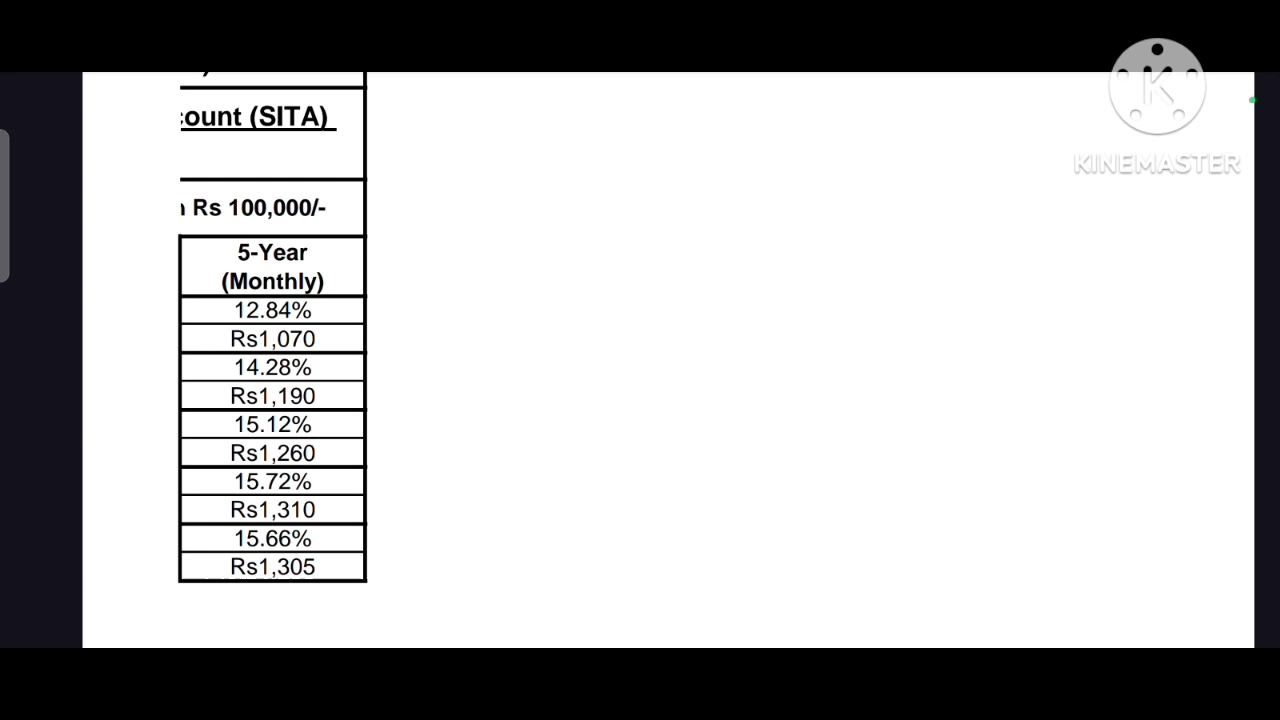 count (SITA)
Rs 100,000/-
5-Year
(Monthly)
12.84%
Rs1,070
14.28%
Rs1,190
15.12%
Rs1,260
15.72%
Rs1,310
15.66%
Rs1,305
K
KINEMASTER